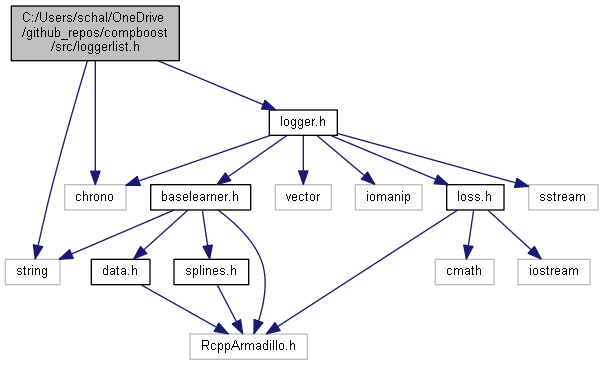 C:/Users/schal/OneDrive
/github_repos/compboost
/src/loggerlist.h
logger.h
chrono
baselearner.h
vector
iomanip
loss.h
sstream
string
data.h
splines.h
cmath
iostream
RcppArmadillo.h